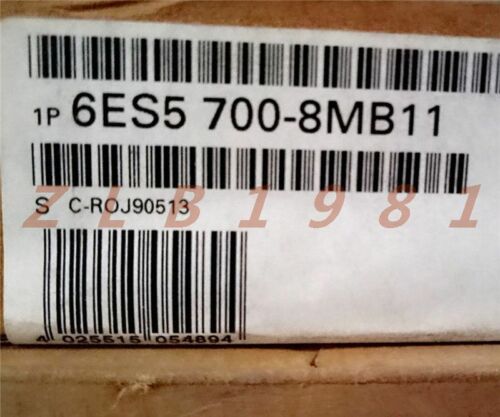 1P 6ES5 700-8MB11
ZLB1981
S C-ROJ90513
4 025515 054894